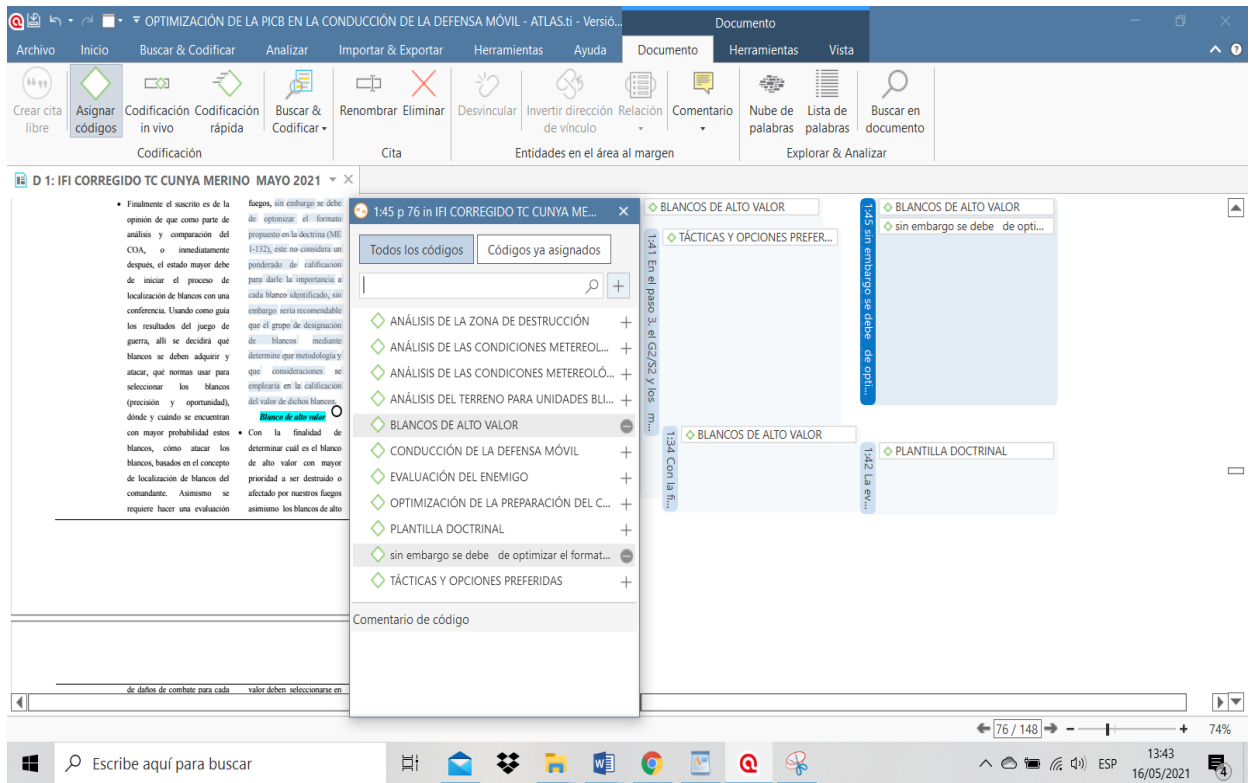 OPTIMIZACIÓN DE LA PICB EN LA CONDUCCIÓN DE LA DEFENSA MÓVIL - ATLAS.ti - Versió...
Documento
Archivo Inicio Buscar & Codificar Analizar Importar & Exportar Herramientas Ayuda Documento Herramientas Vista
Crear cita libre
Asignar códigos
Codificación in vivo
Codificación rápida
Buscar & Codificar
Renombrar Eliminar
Desvincular
Invertir dirección de vínculo
Relación
Comentario
Nube de palabras
Lista de palabras
Buscar en documento
Codificación
Cita
Entidades en el área al margen
Explorar & Analizar
D 1: IFI CORREGIDO TC CUNYA MERINO MAYO 2021
• Finalmente el suscrito es de la
opinión de que como parte de
análisis y comparación del
COA, o inmediatamente
después, el estado mayor debe
de iniciar el proceso de
localización de blancos con una
conferencia. Usando como guía
los resultados del juego de
guerra, allí se decidirá qué
blancos se deben adquirir y
atacar, qué normas usar para
seleccionar los blancos
(precisión y oportunidad),
dónde y cuándo se encuentran
con mayor probabilidad estos
blancos, cómo atacar los
blancos, basados en el concepto
de localización de blancos del
comandante. Asimismo se
requiere hacer una evaluación
de daños de combate para cada
fuegos, sin embargo se debe
de optimizar el formato
propuesto en la doctrina (ME
1-132), este no considera un
ponderado de calificación
para darle la importancia a
cada blanco identificado, sin
embargo sería recomendable
que el grupo de designación
de blancos mediante
determine que metodología y
que consideraciones se
emplearia en la calificación
del valor de dichos blancos.
Blanco de alto valor
• Con la finalidad de
determinar cuál es el blanco
de alto valor con mayor
prioridad a ser destruido o
afectado por nuestros fuegos
asimismo los blancos de alto
valor deben seleccionarse en
1:45 p 76 in IFI CORREGIDO TC CUNYA ME...
Todos los códigos
Códigos ya asignados
ANÁLISIS DE LA ZONA DE DESTRUCCIÓN
ANÁLISIS DE LAS CONDICIONES METEREOL...
ANÁLISIS DE LAS CONDICONES METEREOLÓ...
ANÁLISIS DEL TERRENO PARA UNIDADES BLI...
BLANCOS DE ALTO VALOR
CONDUCCIÓN DE LA DEFENSA MÓVIL
EVALUACIÓN DEL ENEMIGO
OPTIMIZACIÓN DE LA PREPARACIÓN DEL C...
PLANTILLA DOCTRINAL
sin embargo se debe de optimizar el format...
TÁCTICAS Y OPCIONES PREFERIDAS
Comentario de código
BLANCOS DE ALTO VALOR
1:41 En el paso 3, el G2/S2 y los m...
TÁCTICAS Y OPCIONES PREFER...
1:34 Con la fi...
BLANCOS DE ALTO VALOR
1:45 sin embargo se debe de opti...
BLANCOS DE ALTO VALOR
sin embargo se debe de opti...
1:42 La ev...
PLANTILLA DOCTRINAL
76 / 148
74%
Escribe aquí para buscar
ESP
13:43
16/05/2021
4